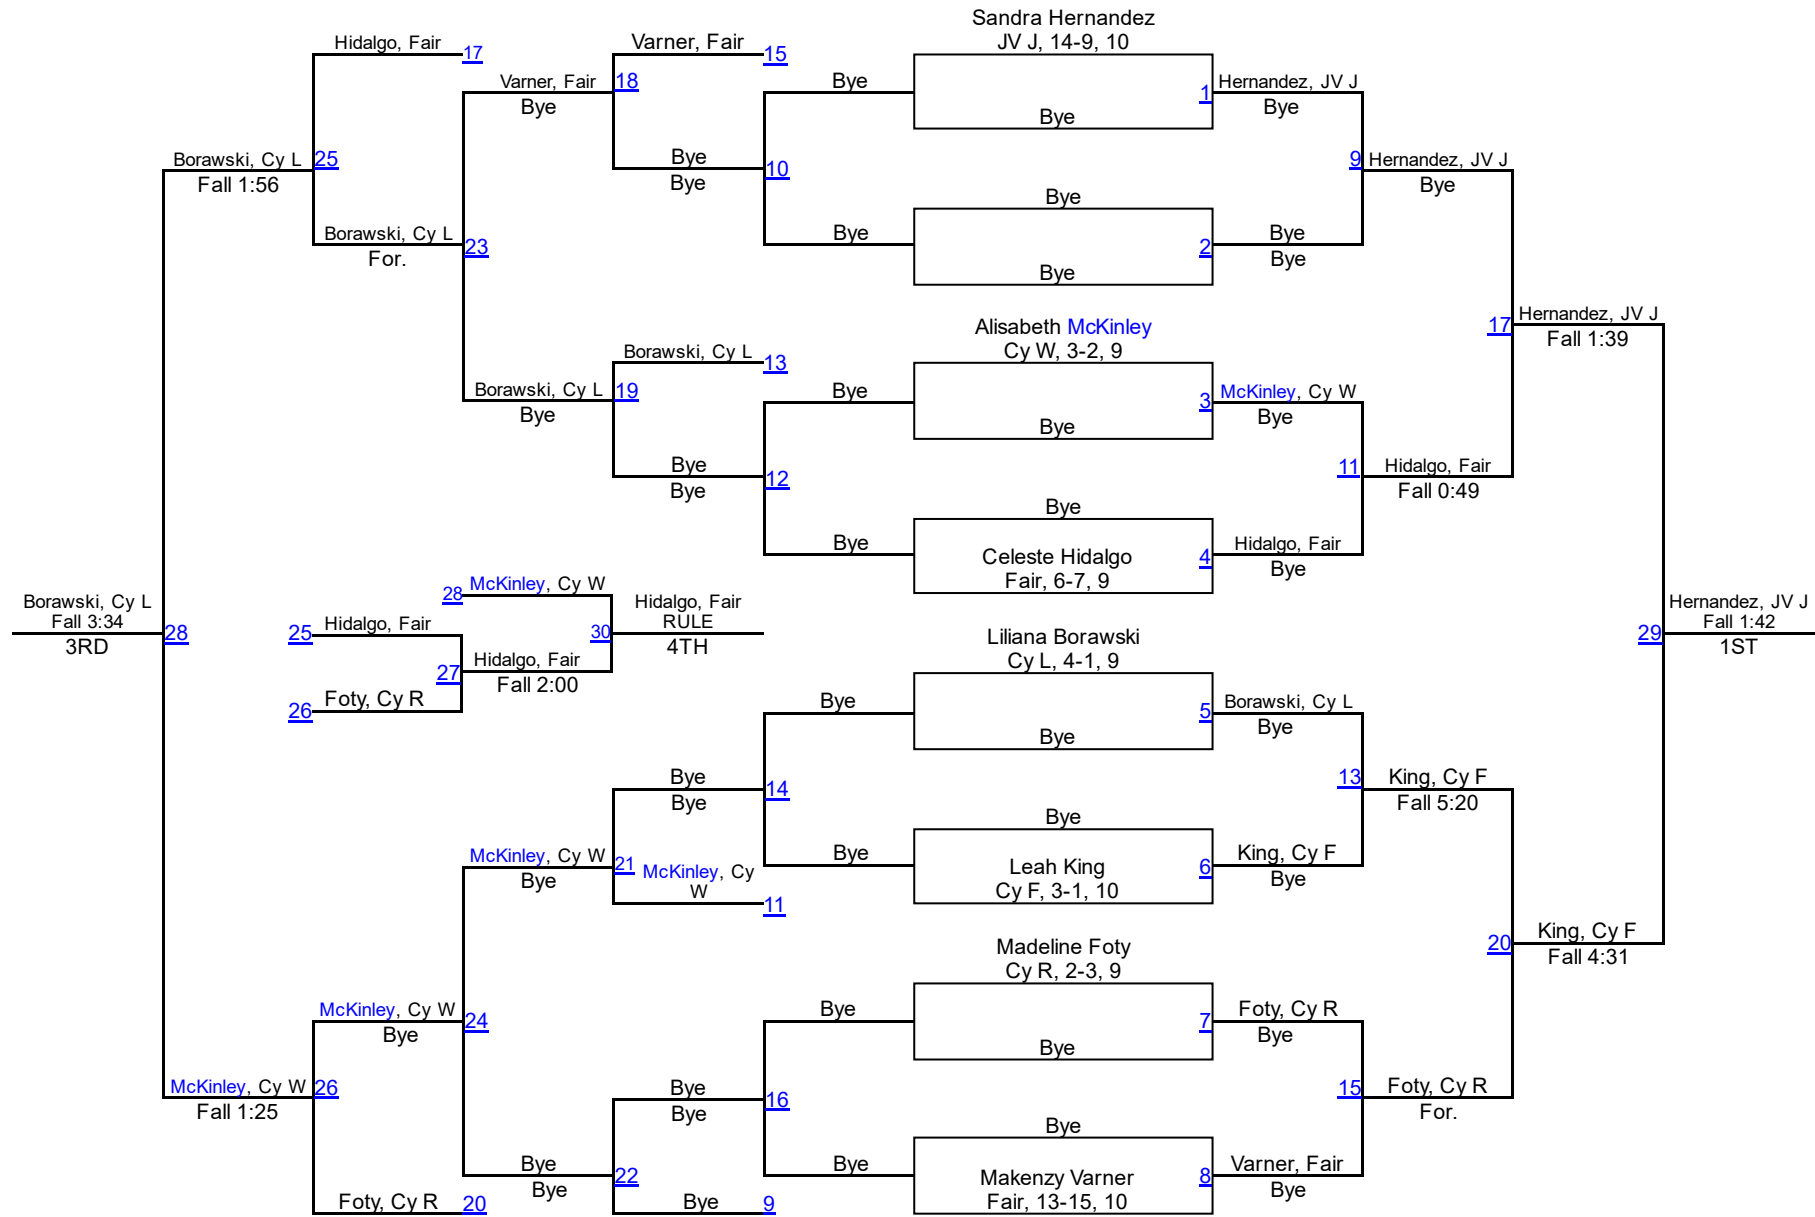 Sandra Hernandez
JV J, 14-9, 10
Hidalgo, Fair
17
Varner, Fair
15
Varner, Fair
Bye
18
Bye
Bye
1
Hernandez, JV J
Bye
Borawski, Cy L
Fall 1:56
25
Bye
Bye
10
9
Hernandez, JV J
Bye
Bye
Borawski, Cy L
For.
23
Bye
Bye
2
Bye
Bye
Alisabeth McKinley
Cy W, 3-2, 9
17
Hernandez, JV J
Fall 1:39
Borawski, Cy L
13
Borawski, Cy L
Bye
19
Bye
Bye
3
McKinley, Cy W
Bye
Bye
Bye
12
11
Hidalgo, Fair
Fall 0:49
Bye
Bye
Celeste Hidalgo
Fair, 6-7, 9
4
Hidalgo, Fair
Bye
28
McKinley, Cy W
Borawski, Cy L
Fall 3:34
3RD
28
25
Hidalgo, Fair
30
Hidalgo, Fair
RULE
4TH
27
Hidalgo, Fair
Fall 2:00
26
Foty, Cy R
29
Hernandez, JV J
Fall 1:42
1ST
Liliana Borawski
Cy L, 4-1, 9
Bye
Bye
5
Borawski, Cy L
Bye
Bye
Bye
14
13
King, Cy F
Fall 5:20
Bye
McKinley, Cy W
Bye
21
McKinley, Cy
W
11
Bye
Leah King
Cy F, 3-1, 10
6
King, Cy F
Bye
Madeline Foty
Cy R, 2-3, 9
20
King, Cy F
Fall 4:31
McKinley, Cy W
Bye
24
Bye
Bye
7
Foty, Cy R
Bye
McKinley, Cy W
Fall 1:25
26
Bye
Bye
16
15
Foty, Cy R
For.
Bye
Bye
Bye
22
Bye
Makenzy Varner
Fair, 13-15, 10
8
Varner, Fair
Bye
Foty, Cy R
20
Bye
9